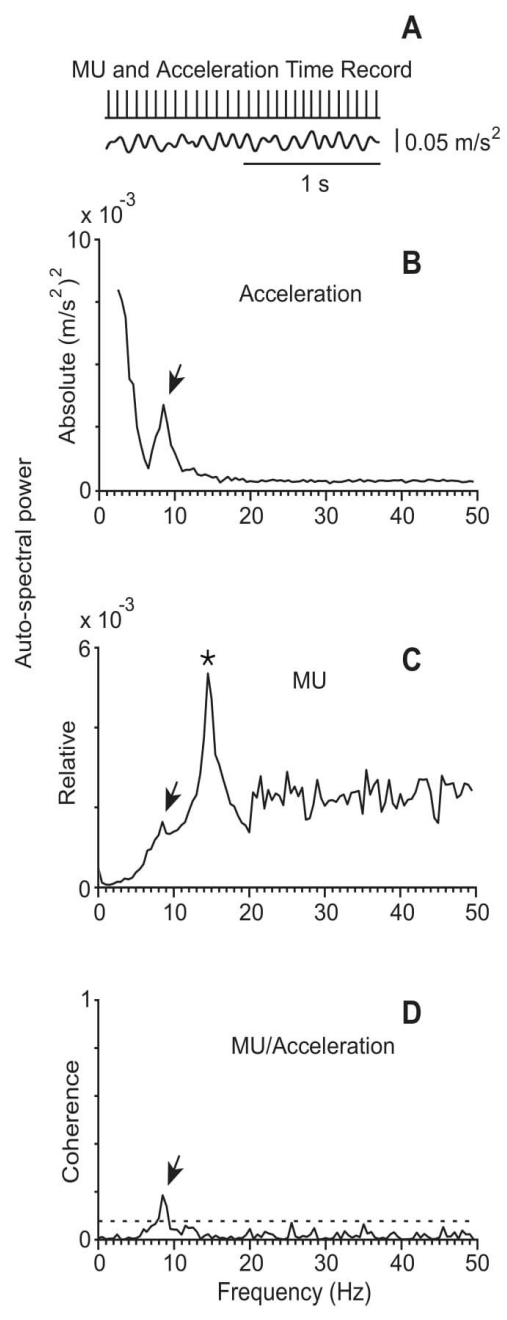 A
MU and Acceleration Time Record
0.05 m/s²
1 s
x 10⁻³
10
B
Acceleration
Absolute (m/s²)²
0
0 10 20 30 40 50
Auto-spectral power
x 10⁻³
6
*
C
MU
Relative
0
0 10 20 30 40 50
1
D
MU/Acceleration
Coherence
0
0 10 20 30 40 50
Frequency (Hz)